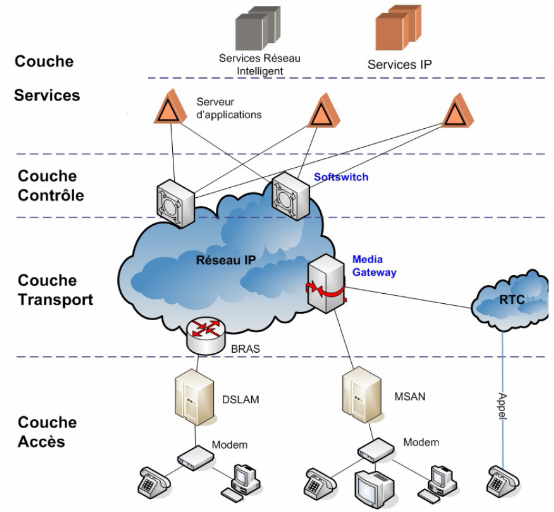 Couche
Services
Services Réseau
Intelligent
Services IP
Serveur
d'applications
Couche
Contrôle
Softswitch
Couche
Transport
Réseau IP
Media
Gateway
RTC
BRAS
Couche
Accès
DSLAM
MSAN
Appel
Modem
Modem